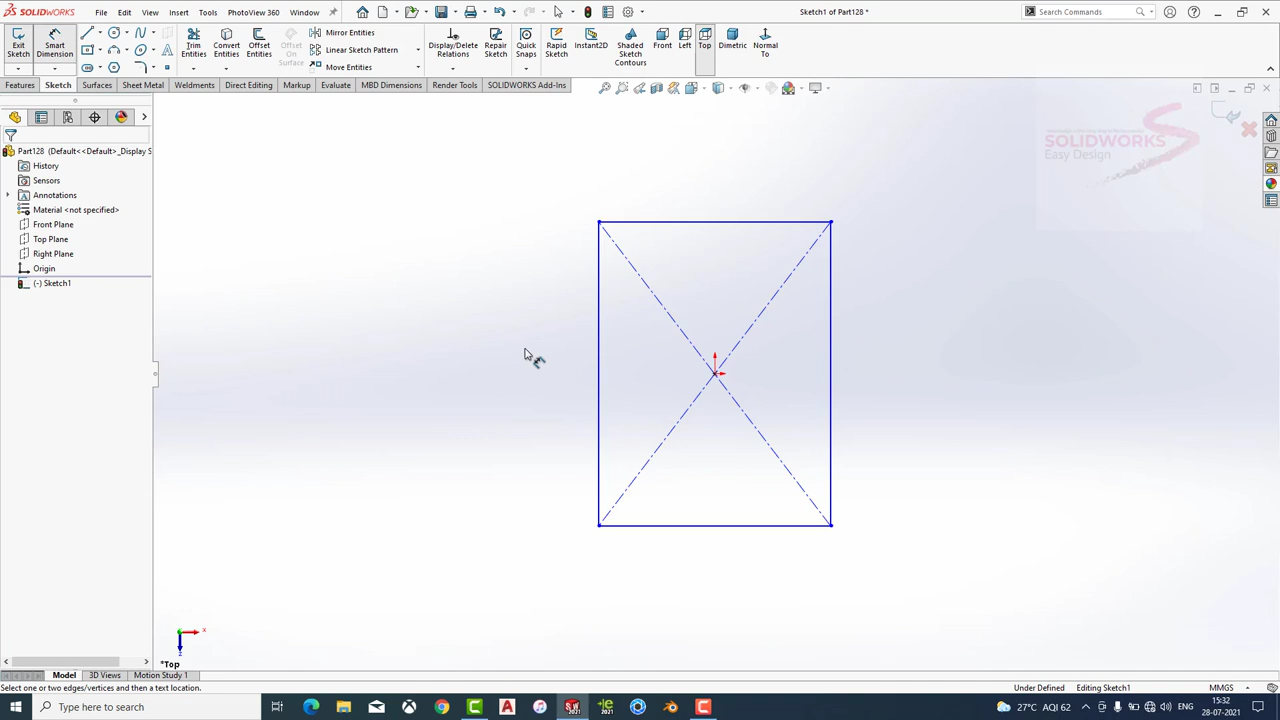 SOLIDWORKS
File
Edit
View
Insert
Tools
PhotoView 360
Window
Sketch1 of Part128 *
Search Commands
Exit Sketch
Smart Dimension
Trim Entities
Convert Entities
Offset Entities
Offset On Surface
Mirror Entities
Linear Sketch Pattern
Move Entities
Display/Delete Relations
Repair Sketch
Quick Snaps
Rapid Sketch
Instant2D
Shaded Sketch Contours
Front
Left
Top
Dimetric
Normal To
Features
Sketch
Surfaces
Sheet Metal
Weldments
Direct Editing
Markup
Evaluate
MBD Dimensions
Render Tools
SOLIDWORKS Add-Ins
SOLIDWORKS
Easy Design
Part128 (Default<<Default>_Display S
History
Sensors
Annotations
Material <not specified>
Front Plane
Top Plane
Right Plane
Origin
(-) Sketch1
x
z
*Top
Model
3D Views
Motion Study 1
Select one or two edges/vertices and then a text location.
Under Defined
Editing Sketch1
MMGS
Type here to search
27°C AQI 62
ENG
15:32
28-07-2021